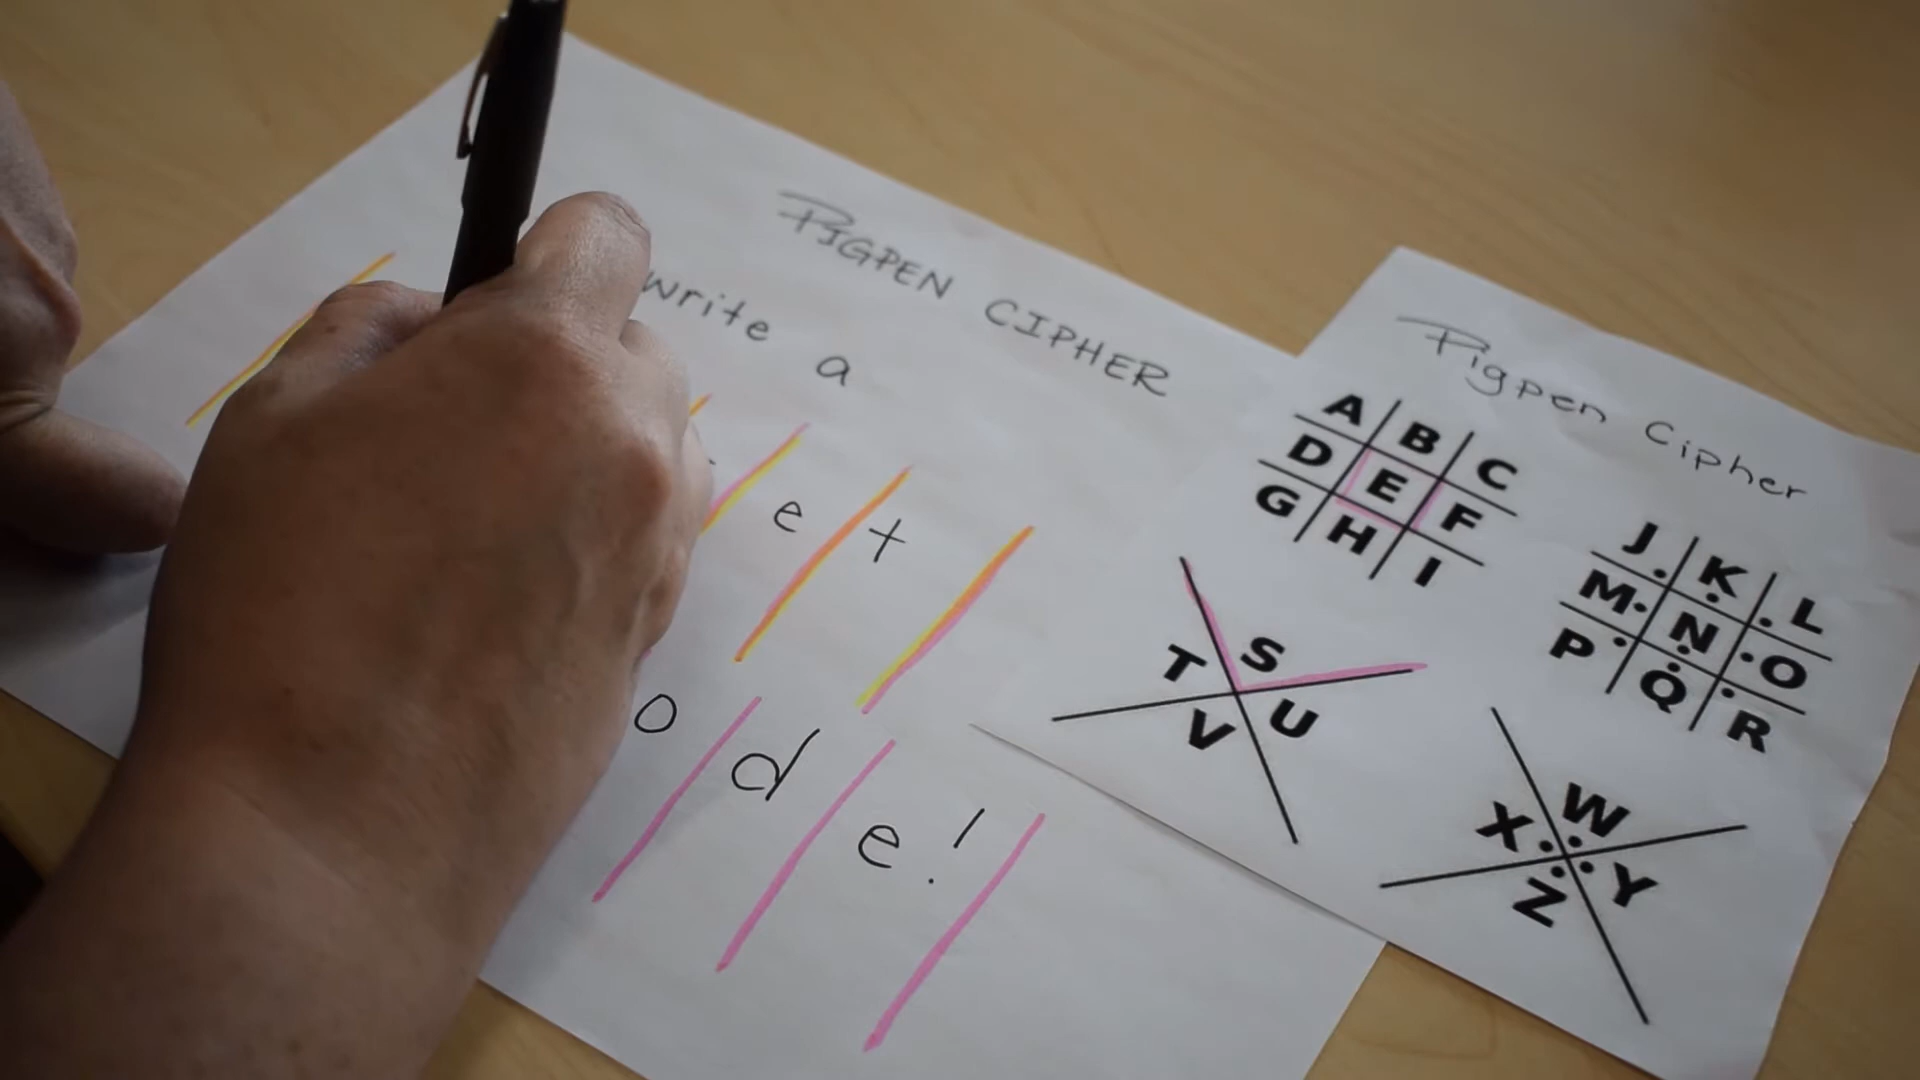 PIGPEN CIPHER
write a
e t
o d e !
Pigpen Cipher
A B C
D E F
G H I
J K L
M N O
P Q R
S
T U
V
W
X Y
Z